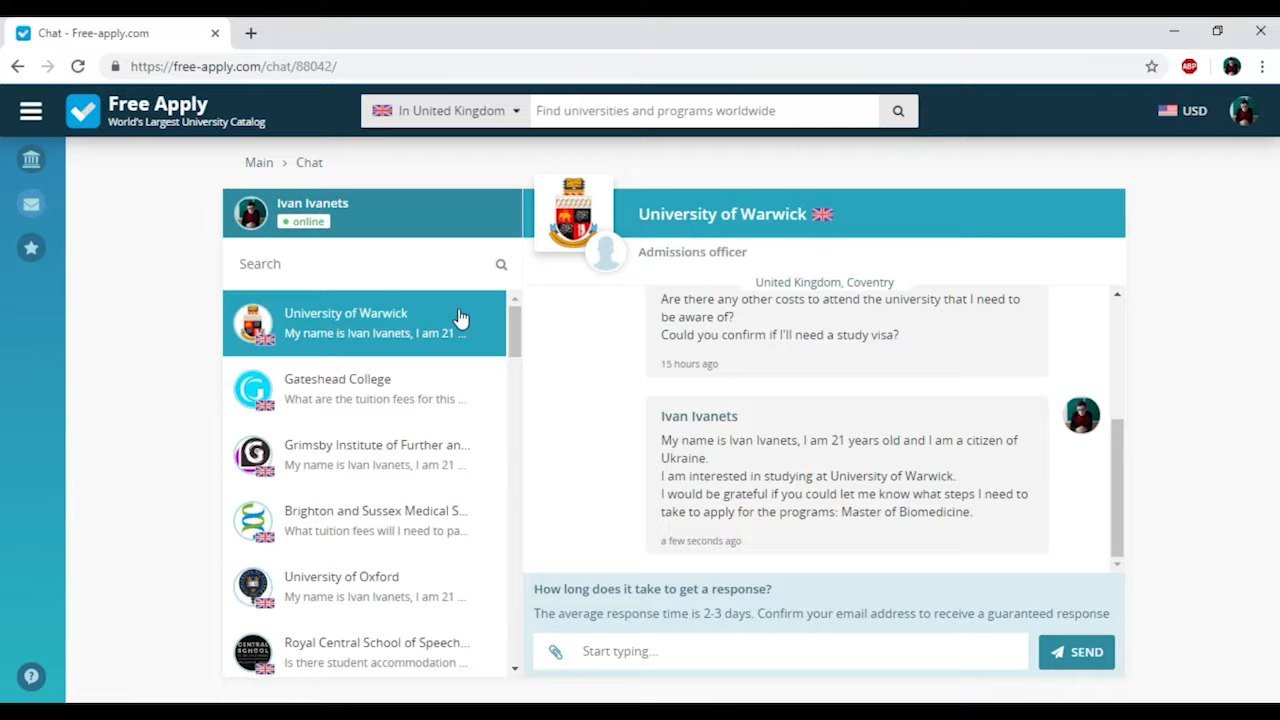 Chat - Free-apply.com
https://free-apply.com/chat/88042/
ABP
Free Apply
World's Largest University Catalog
In United Kingdom
Find universities and programs worldwide
USD
Main > Chat
Ivan Ivanets
online
Search
University of Warwick
My name is Ivan Ivanets, I am 21 ...
Gateshead College
What are the tuition fees for this ...
Grimsby Institute of Further an...
My name is Ivan Ivanets, I am 21 ...
Brighton and Sussex Medical S...
What tuition fees will I need to pa...
University of Oxford
My name is Ivan Ivanets, I am 21 ...
CENTRAL
SCHOOL
Royal Central School of Speech...
Is there student accommodation ...
University of Warwick
Admissions officer
United Kingdom, Coventry
Are there any other costs to attend the university that I need to
be aware of?
Could you confirm if I'll need a study visa?
15 hours ago
Ivan Ivanets
My name is Ivan Ivanets, I am 21 years old and I am a citizen of
Ukraine.
I am interested in studying at University of Warwick.
I would be grateful if you could let me know what steps I need to
take to apply for the programs: Master of Biomedicine.
a few seconds ago
How long does it take to get a response?
The average response time is 2-3 days. Confirm your email address to receive a guaranteed response
Start typing...
SEND